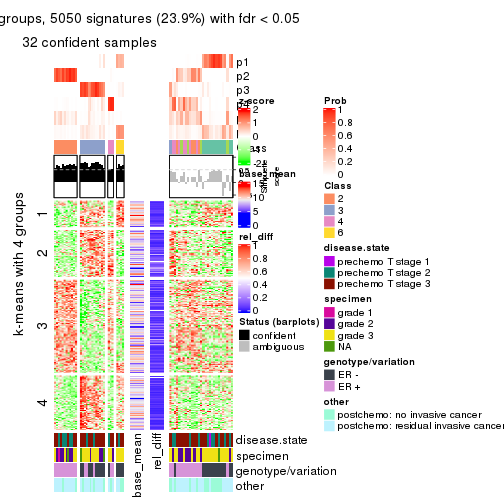 groups, 5050 signatures (23.9%) with fdr < 0.05
32 confident samples
p1
p2
p3
z-score
2
1
0
-1
-2
base_mean
15
10
5
0
rel_diff
1
0.8
0.6
0.4
0.2
0
Status (barplots)
confident
ambiguous
Prob
1
0.8
0.6
0.4
0.2
0
Class
2
3
4
6
disease.state
prechemo T stage 1
prechemo T stage 2
prechemo T stage 3
specimen
grade 1
grade 2
grade 3
NA
genotype/variation
ER -
ER +
other
postchemo: no invasive cancer
postchemo: residual invasive cancer
k-means with 4 groups
1
2
3
4
base_mean
rel_diff
disease.state
specimen
genotype/variation
other